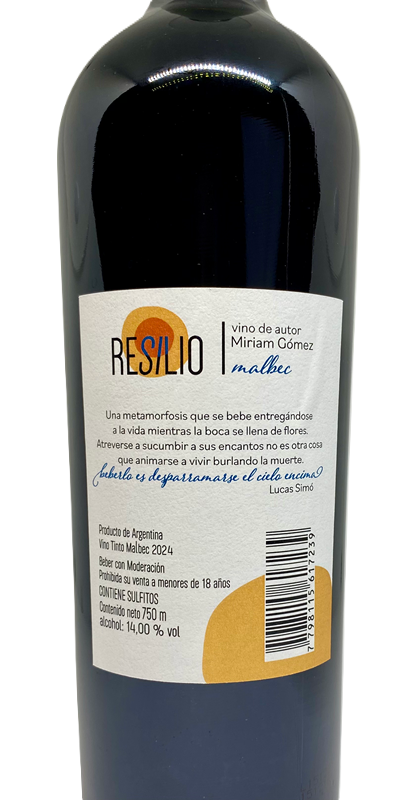 RESILIO
vino de autor
Miriam Gómez
malbec
Una metamorfosis que se bebe entregándose
a la vida mientras la boca se llena de flores.
Atreverse a sucumbir a sus encantos no es otra cosa
que animarse a vivir burlando la muerte.
¡beberlo es desparramarse el cielo encima?
Lucas Simó
Producto de Argentina
Vino Tinto Malbec 2024
Beber con Moderación
Prohibida su venta a menores de 18 años
CONTIENE SULFITOS
Contenido neto 750 m
alcohol: 14,00 % vol
7 798115 617239